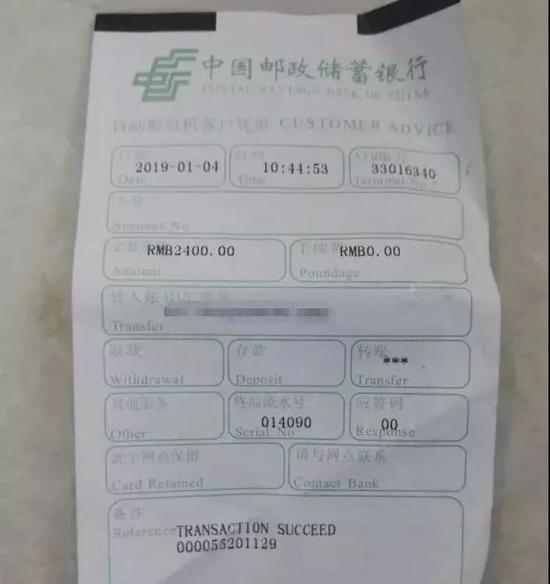 中国邮政储蓄银行
POSTAL SAVINGS BANK OF CHINA
自动柜员机客户凭单 CUSTOMER ADVICE
日期 时间 ATM编号
2019-01-04 10:44:53 33016340
Date Time Terminal No
卡号
Account No
RMB2400.00 手续费 RMB0.00
Amount Poundage
转入账
Transfer
取款 存款 转账
***
Withdrawal Deposit Transfer
其他服务 终端流水号 应答码
014090 00
Other Serial No Response
此卡网点保留 请与网点联系
Card Retained Contact Bank
备注
Reference TRANSACTION SUCCEED
000055201129